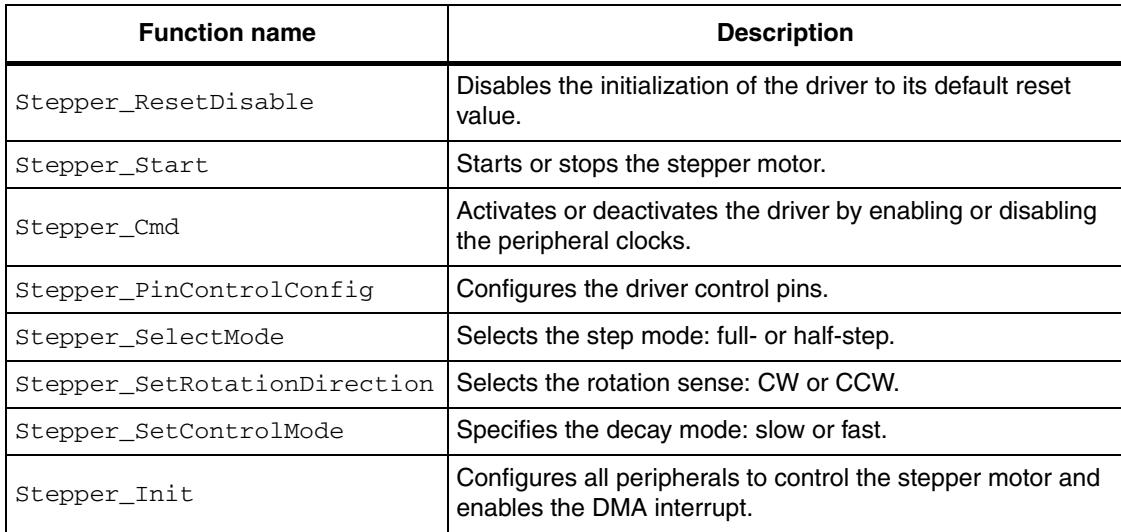 Function name Description
Stepper_ResetDisable Disables the initialization of the driver to its default reset
value.
Stepper_Start Starts or stops the stepper motor.
Stepper_Cmd Activates or deactivates the driver by enabling or disabling
the peripheral clocks.
Stepper_PinControlConfig Configures the driver control pins.
Stepper_SelectMode Selects the step mode: full- or half-step.
Stepper_SetRotationDirection Selects the rotation sense: CW or CCW.
Stepper_SetControlMode Specifies the decay mode: slow or fast.
Stepper_Init Configures all peripherals to control the stepper motor and
enables the DMA interrupt.